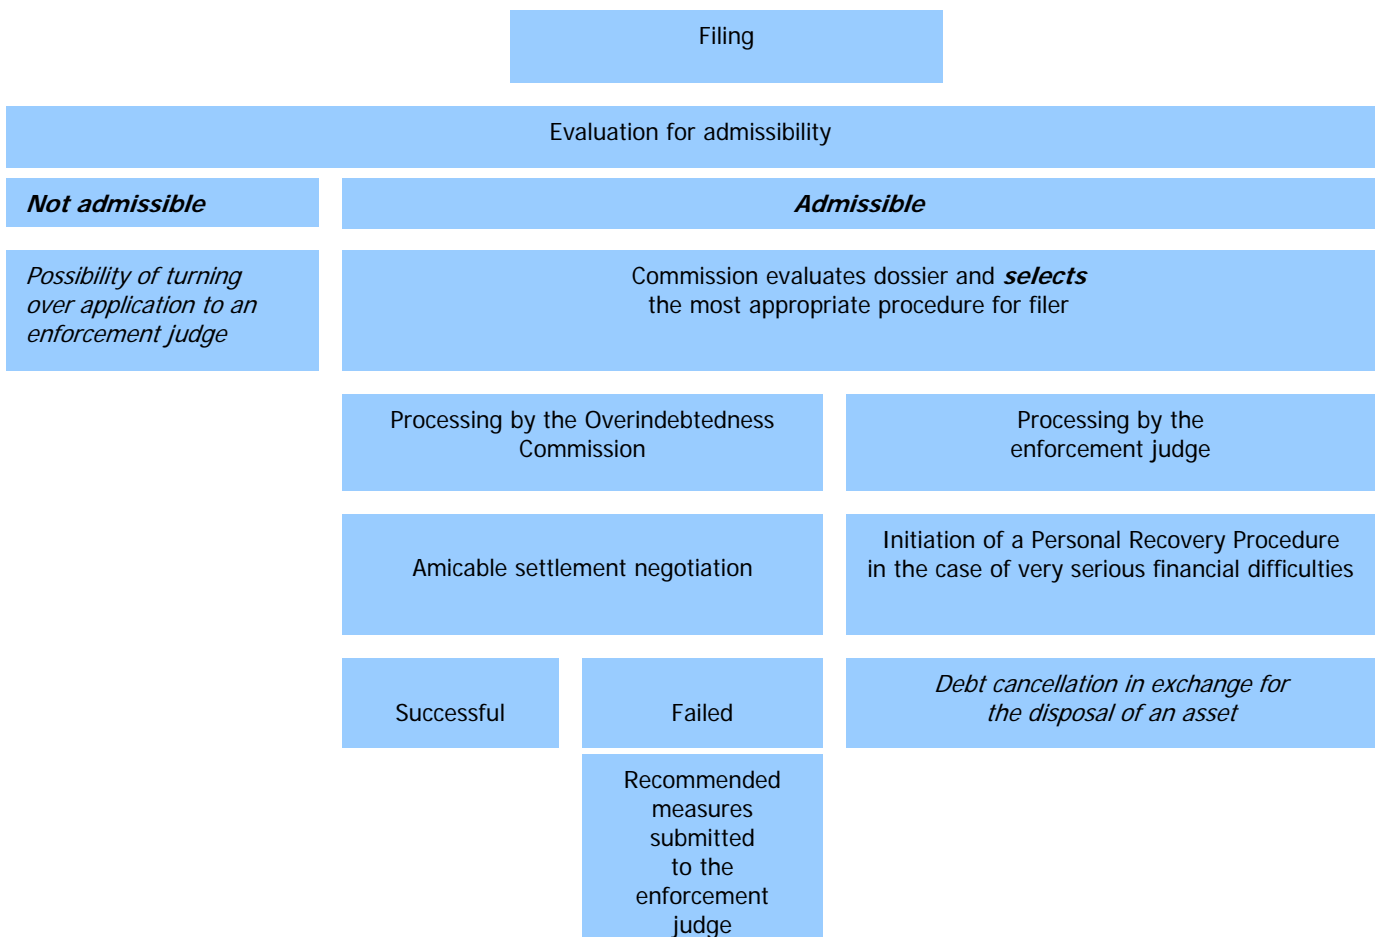 Filing
Evaluation for admissibility
Not admissible
Admissible
Possibility of turning
over application to an
enforcement judge
Commission evaluates dossier and selects
the most appropriate procedure for filer
Processing by the Overindebtedness
Commission
Processing by the
enforcement judge
Amicable settlement negotiation
Initiation of a Personal Recovery Procedure
in the case of very serious financial difficulties
Successful
Failed
Debt cancellation in exchange for
the disposal of an asset
Recommended
measures
submitted
to the
enforcement
judge